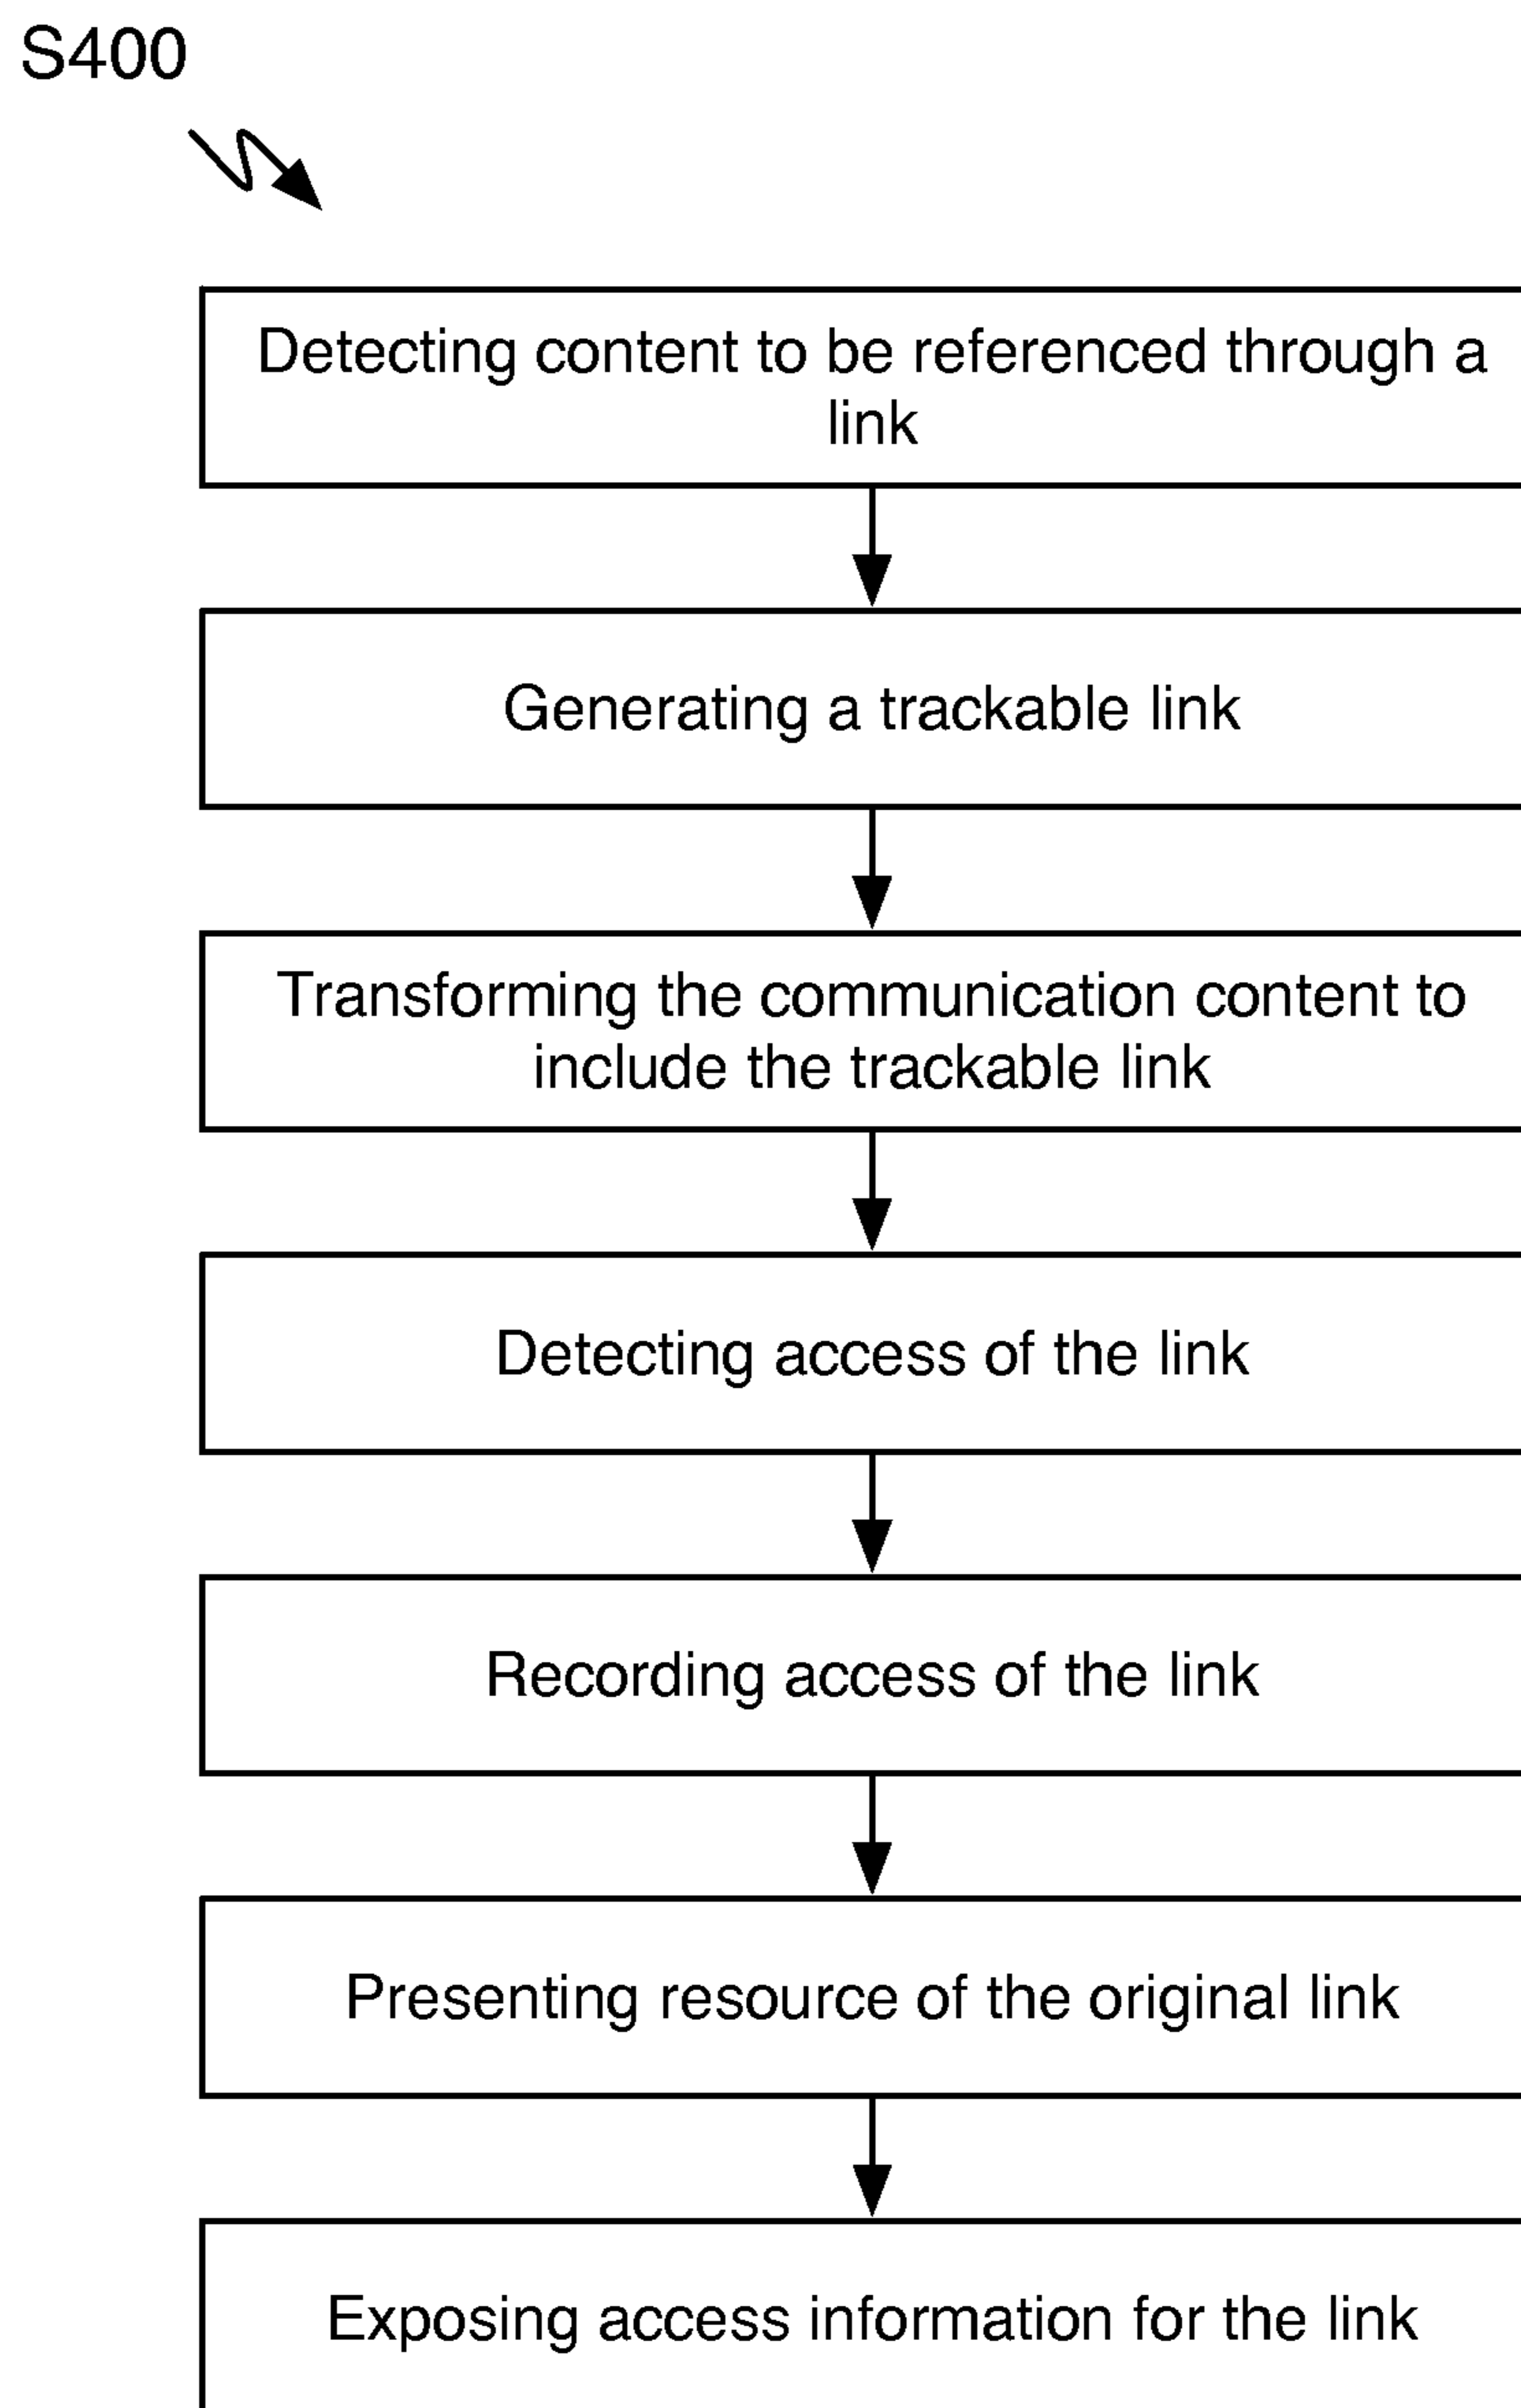 S400
Detecting content to be referenced through a
link
Generating a trackable link
Transforming the communication content to
include the trackable link
Detecting access of the link
Recording access of the link
Presenting resource of the original link
Exposing access information for the link